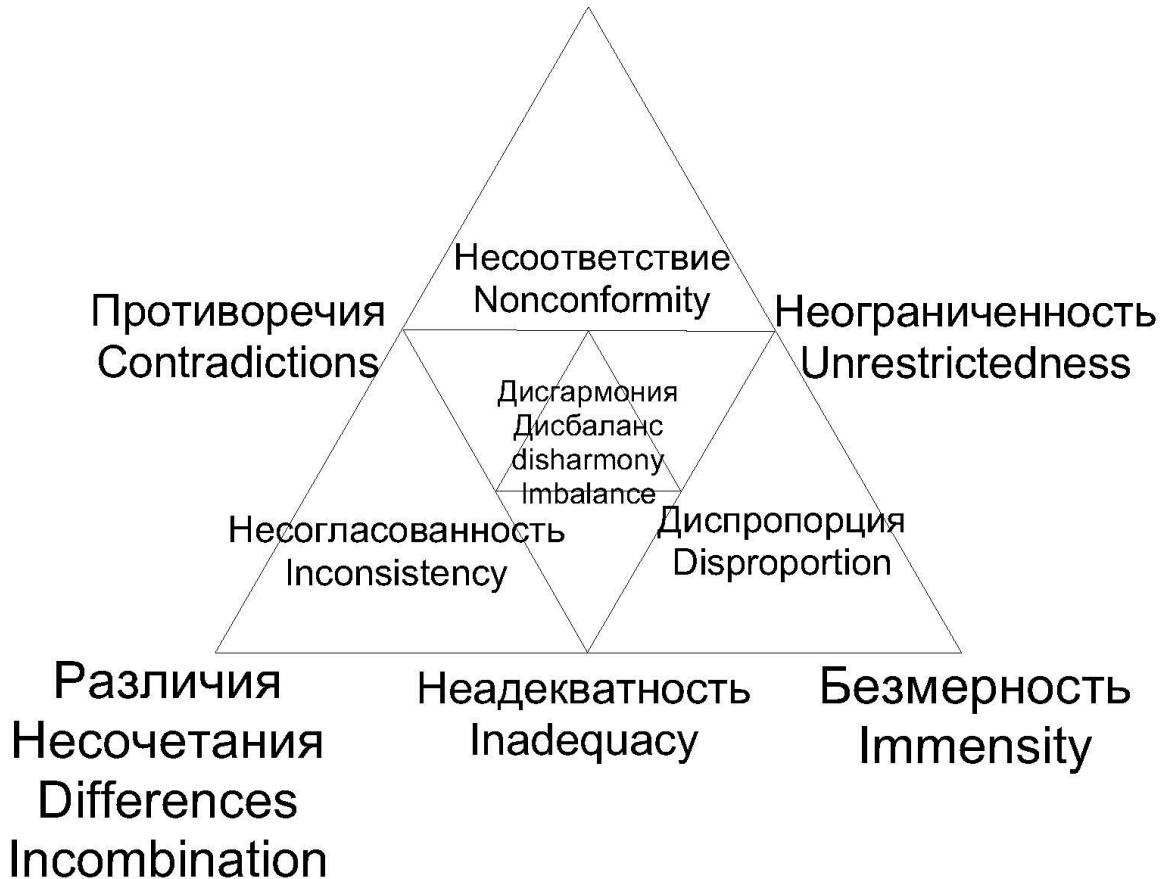 Несоответствие
Nonconformity
Противоречия
Contradictions
Неограниченность
Unrestrictedness
Дисгармония
Дисбаланс
disharmony
Imbalance
Несогласованность
Inconsistency
Диспропорция
Disproportion
Различия
Несочетания
Differences
Incombination
Неадекватность
Inadequacy
Безмерность
Immensity